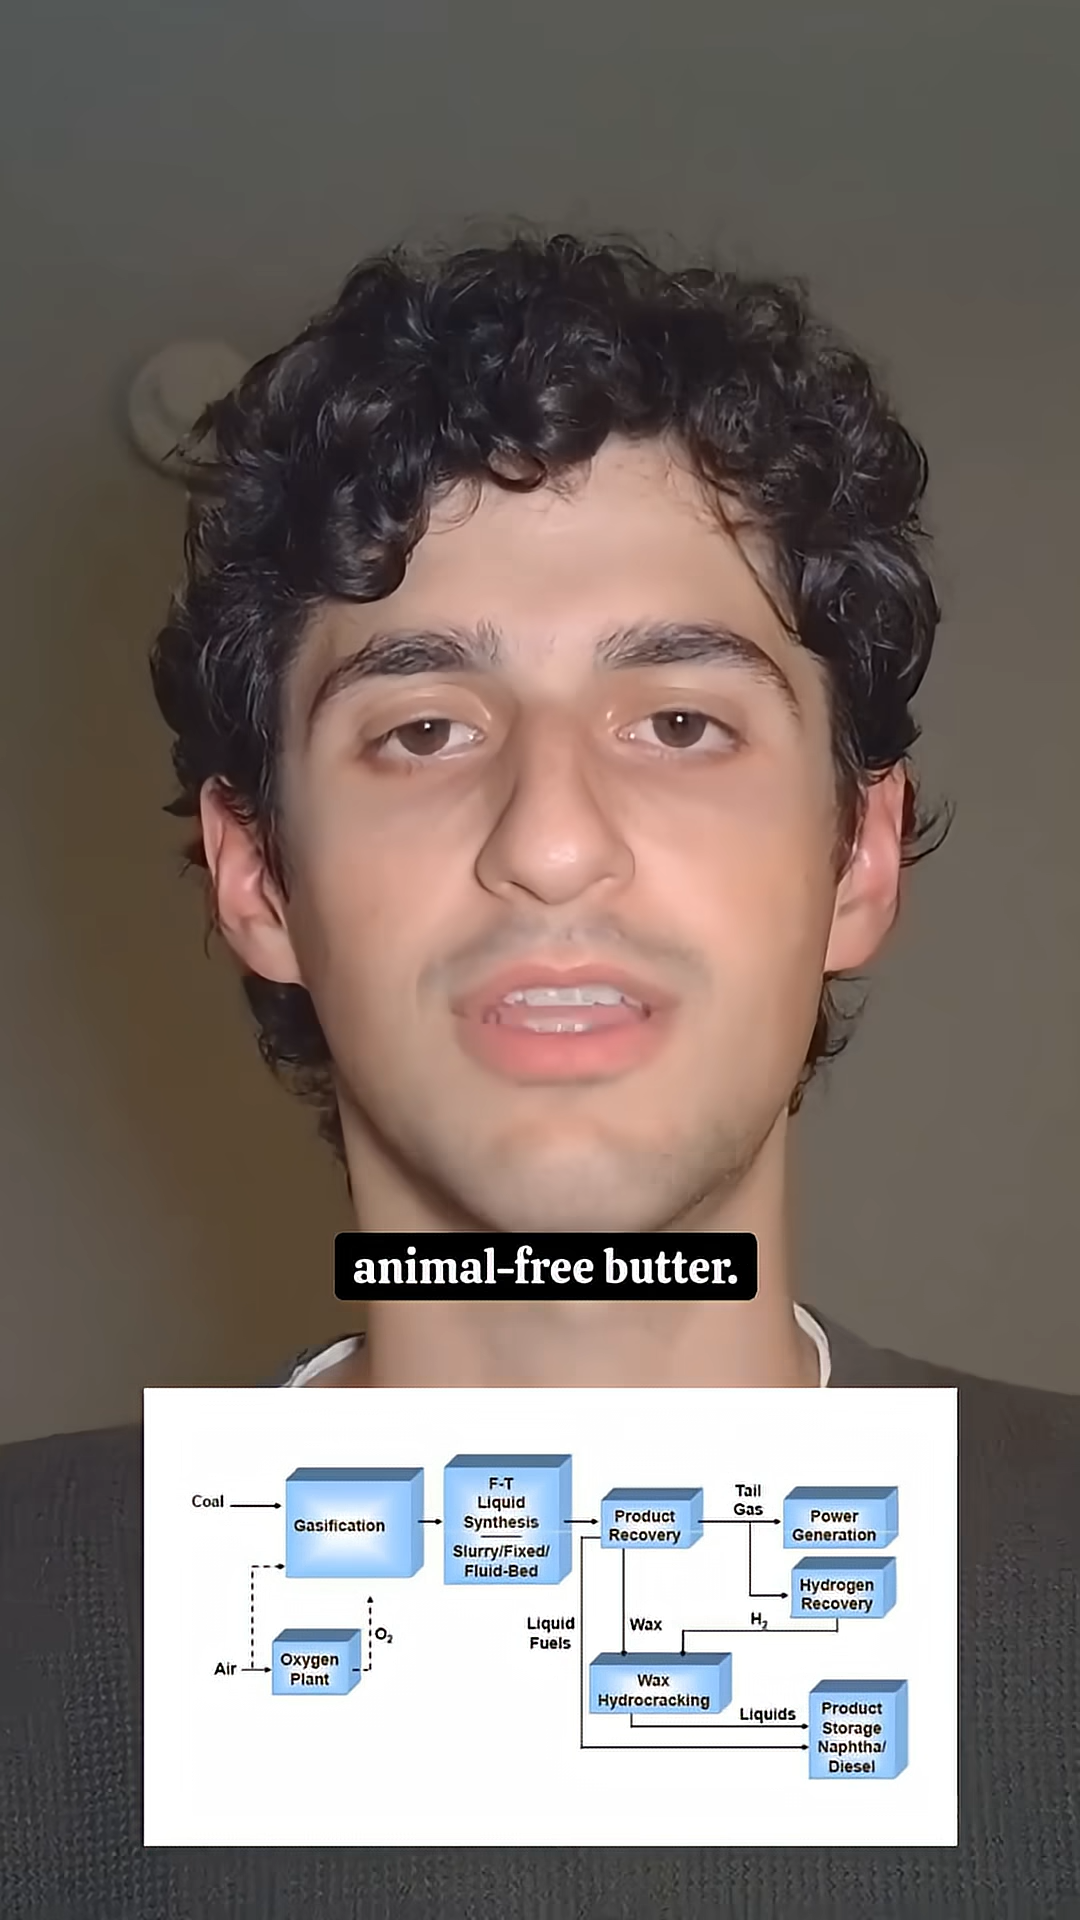 animal-free butter.
Coal
Gasification
F-T
Liquid
Synthesis
Slurry/Fixed/
Fluid-Bed
Product
Recovery
Tail
Gas
Power
Generation
Hydrogen
Recovery
H2
Air
Oxygen
Plant
O2
Liquid
Fuels
Wax
Wax
Hydrocracking
Liquids
Product
Storage
Naphtha/
Diesel